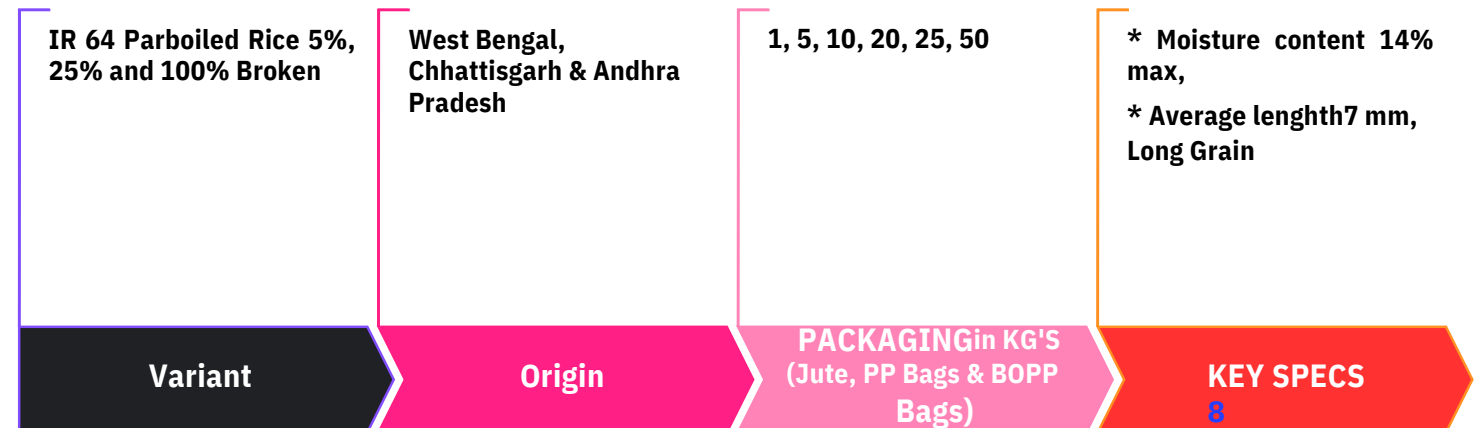 IR 64 Parboiled Rice 5%,
25% and 100% Broken
West Bengal,
Chhattisgarh & Andhra
Pradesh
1, 5, 10, 20, 25, 50
* Moisture content 14%
max,
* Average lenghth7 mm,
Long Grain
Variant
Origin
PACKAGINGin KG'S
(Jute, PP Bags & BOPP
Bags)
KEY SPECS
8